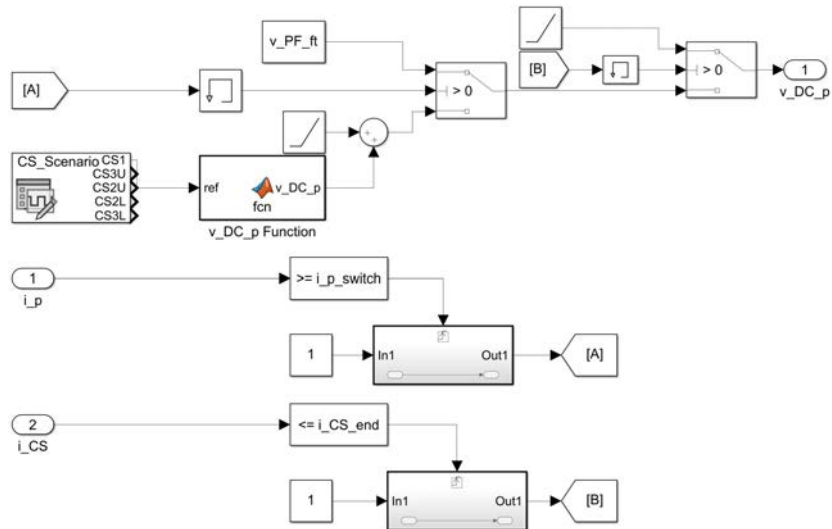 v_PF_ft
[A]
> 0
[B]
> 0
1
v_DC_p
CS_Scenario CS1
CS3U
CS2U
CS2L
CS3L
ref
v_DC_p
fcn
v_DC_p Function
1
i_p
>= i_p_switch
1
In1
Out1
[A]
2
i_CS
<= i_CS_end
1
In1
Out1
[B]